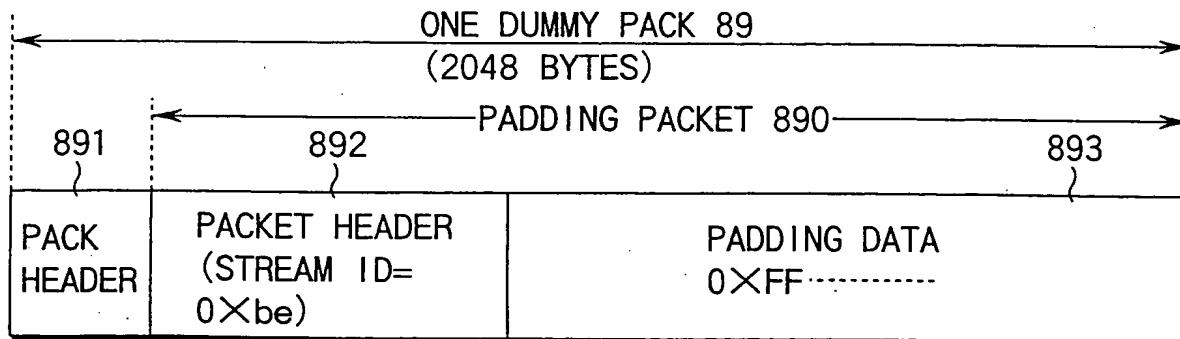 ONE DUMMY PACK 89
(2048 BYTES)
PADDING PACKET 890
891
892
893
PACK
HEADER
PACKET HEADER
(STREAM ID=
0×be)
PADDING DATA
0×FF----------